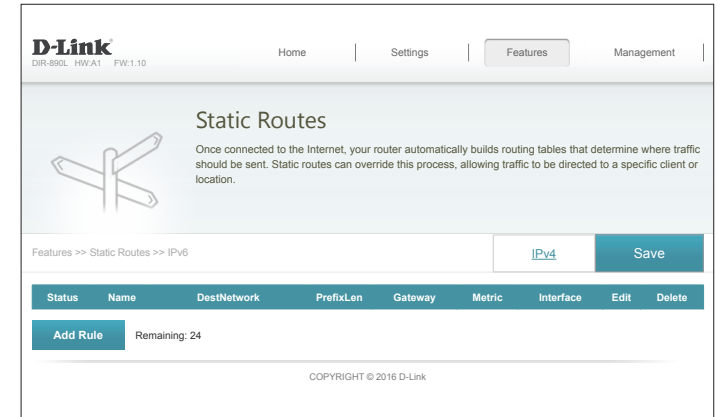 D-Link
DIR-890L HW:A1 FW:1.10
Home
Settings
Features
Management
Static Routes
Once connected to the Internet, your router automatically builds routing tables that determine where traffic
should be sent. Static routes can override this process, allowing traffic to be directed to a specific client or
location.
Features >> Static Routes >> IPv6
IPv4
Save
Status Name DestNetwork PrefixLen Gateway Metric Interface Edit Delete
Add Rule Remaining: 24
COPYRIGHT © 2016 D-Link